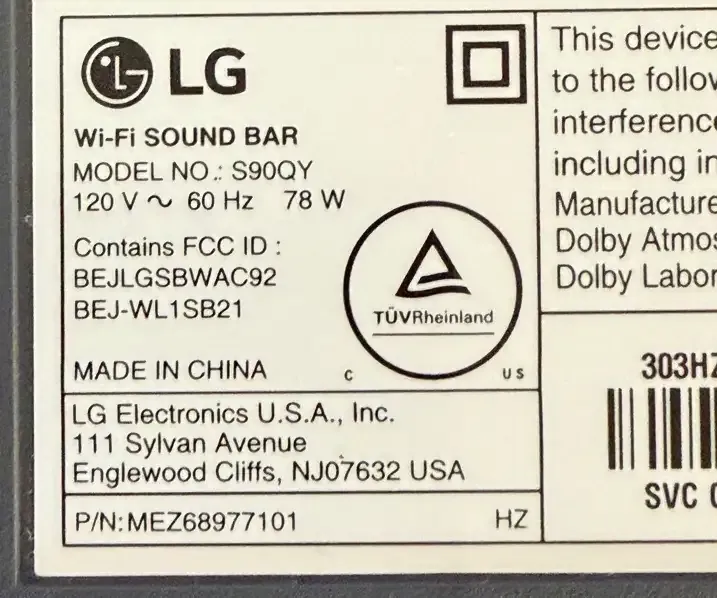 LG
Wi-Fi SOUND BAR
MODEL NO.: S90QY
120 V ~ 60 Hz 78 W
Contains FCC ID :
BEJLGSBWAC92
BEJ-WL1SB21
TÜVRheinland
C US
MADE IN CHINA
LG Electronics U.S.A., Inc.
111 Sylvan Avenue
Englewood Cliffs, NJ07632 USA
P/N:MEZ68977101 HZ
This device
to the follow
interference
including in
Manufacture
Dolby Atmos
Dolby Labor
303HZ
SVC C